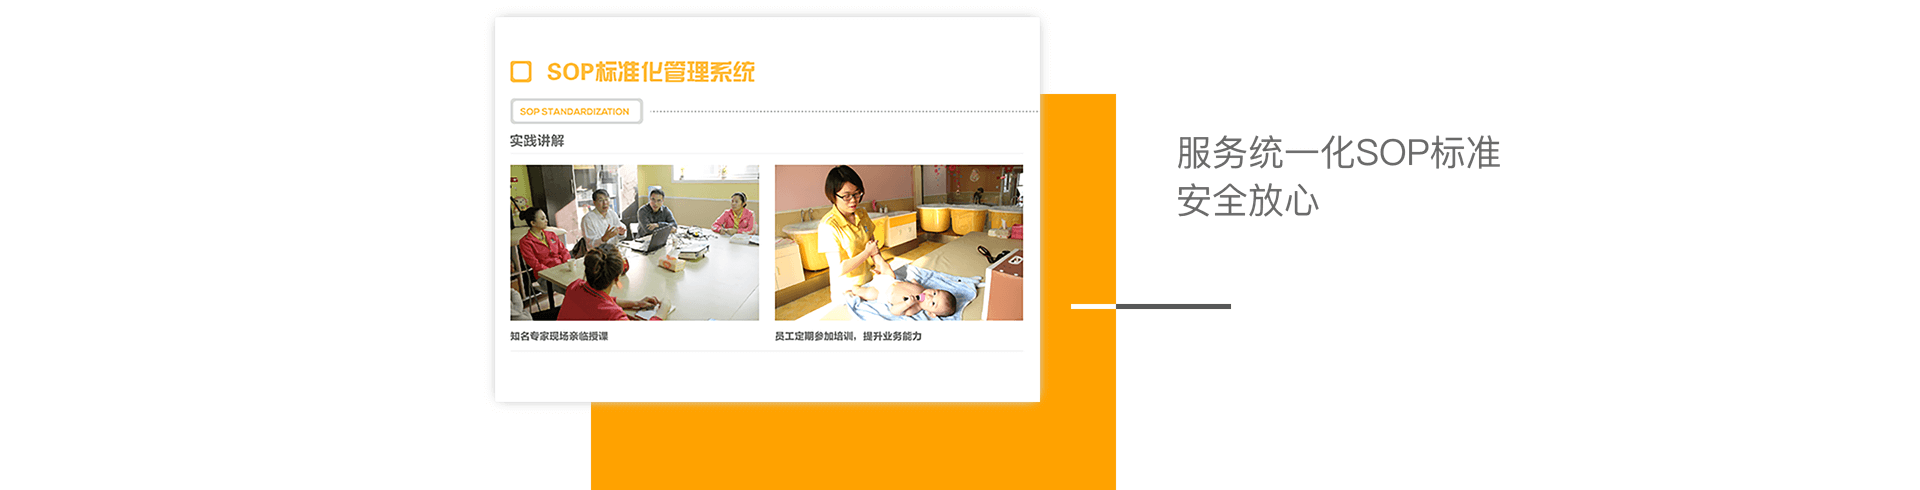 SOP标准化管理系统
SOP STANDARDIZATION
实践讲解
知名专家现场亲临授课
员工定期参加培训，提升业务能力
服务统一化SOP标准
安全放心